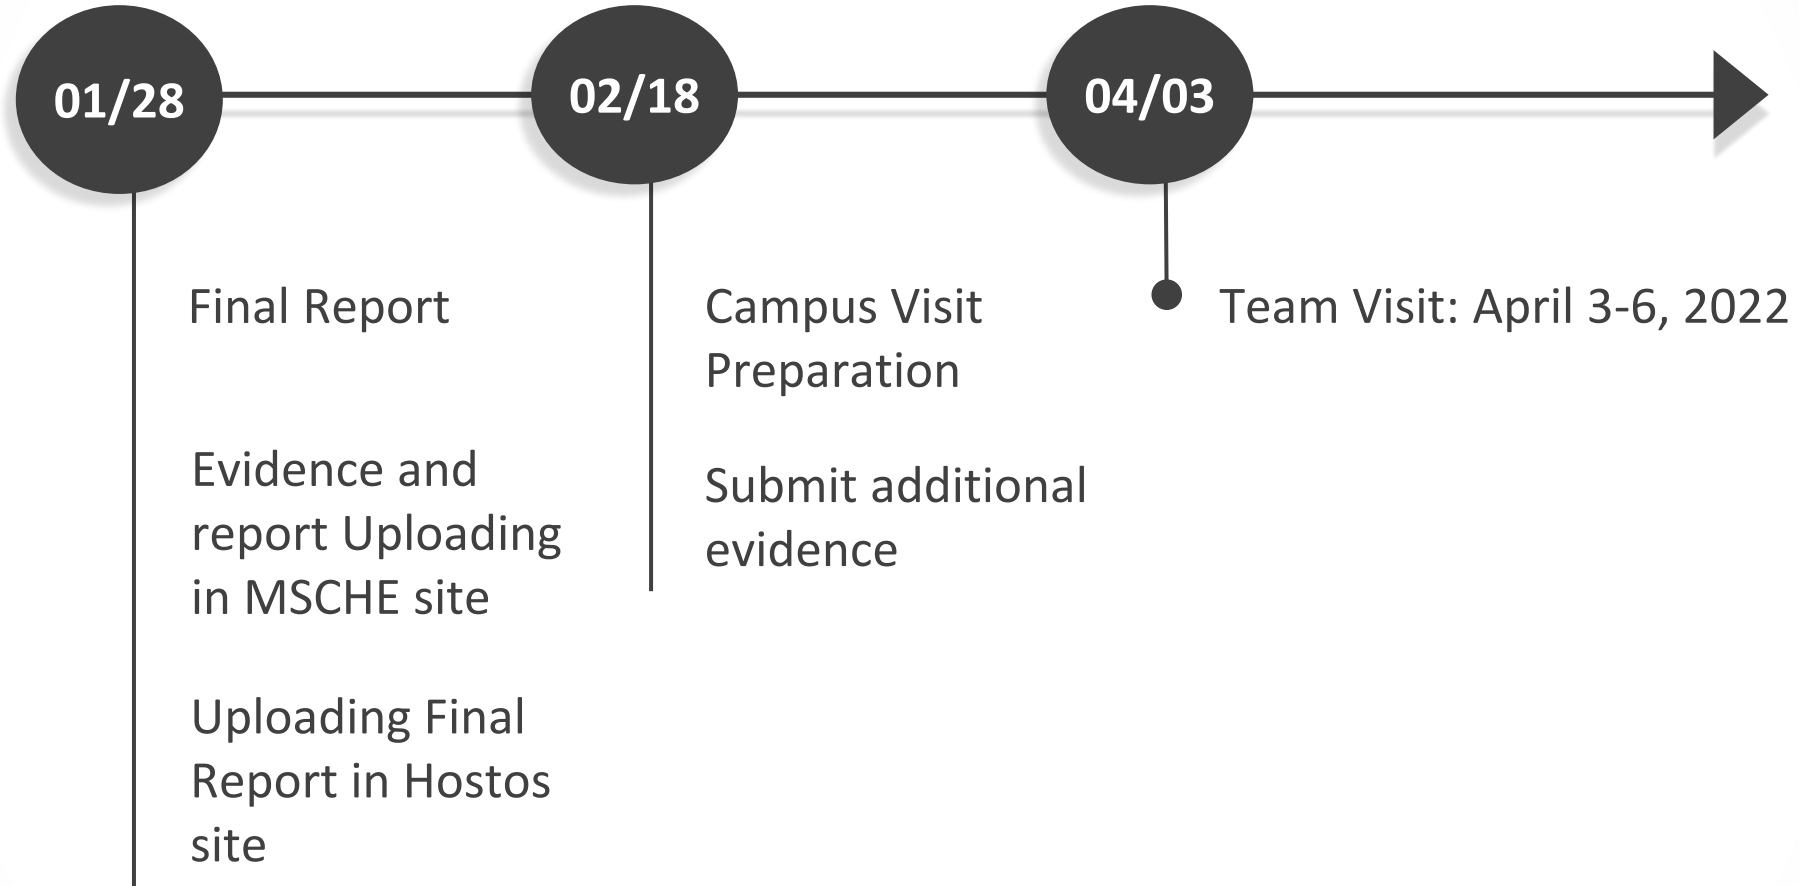 01/28
02/18
04/03
Final Report
Evidence and
report Uploading
in MSCHE site
Uploading Final
Report in Hostos
site
Campus Visit
Preparation
Submit additional
evidence
Team Visit: April 3-6, 2022